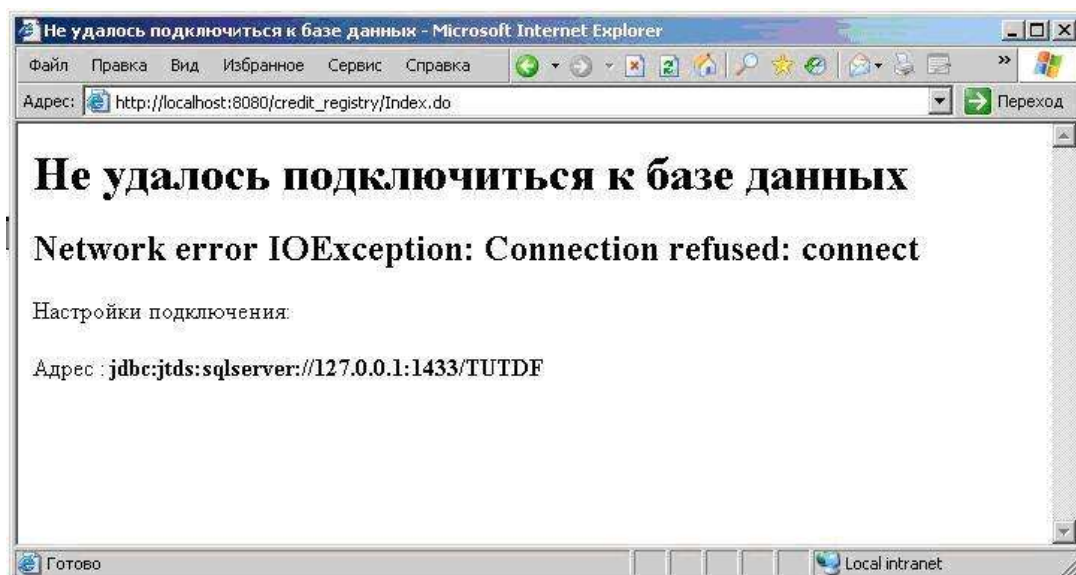 Не удалось подключиться к базе данных - Microsoft Internet Explorer
Файл Правка Вид Избранное Сервис Справка
Адрес: http://localhost:8080/credit_registry/Index.do Переход
Не удалось подключиться к базе данных
Network error IOException: Connection refused: connect
Настройки подключения:
Адрес : jdbc:jtds:sqlserver://127.0.0.1:1433/TUTDF
Готово Local intranet